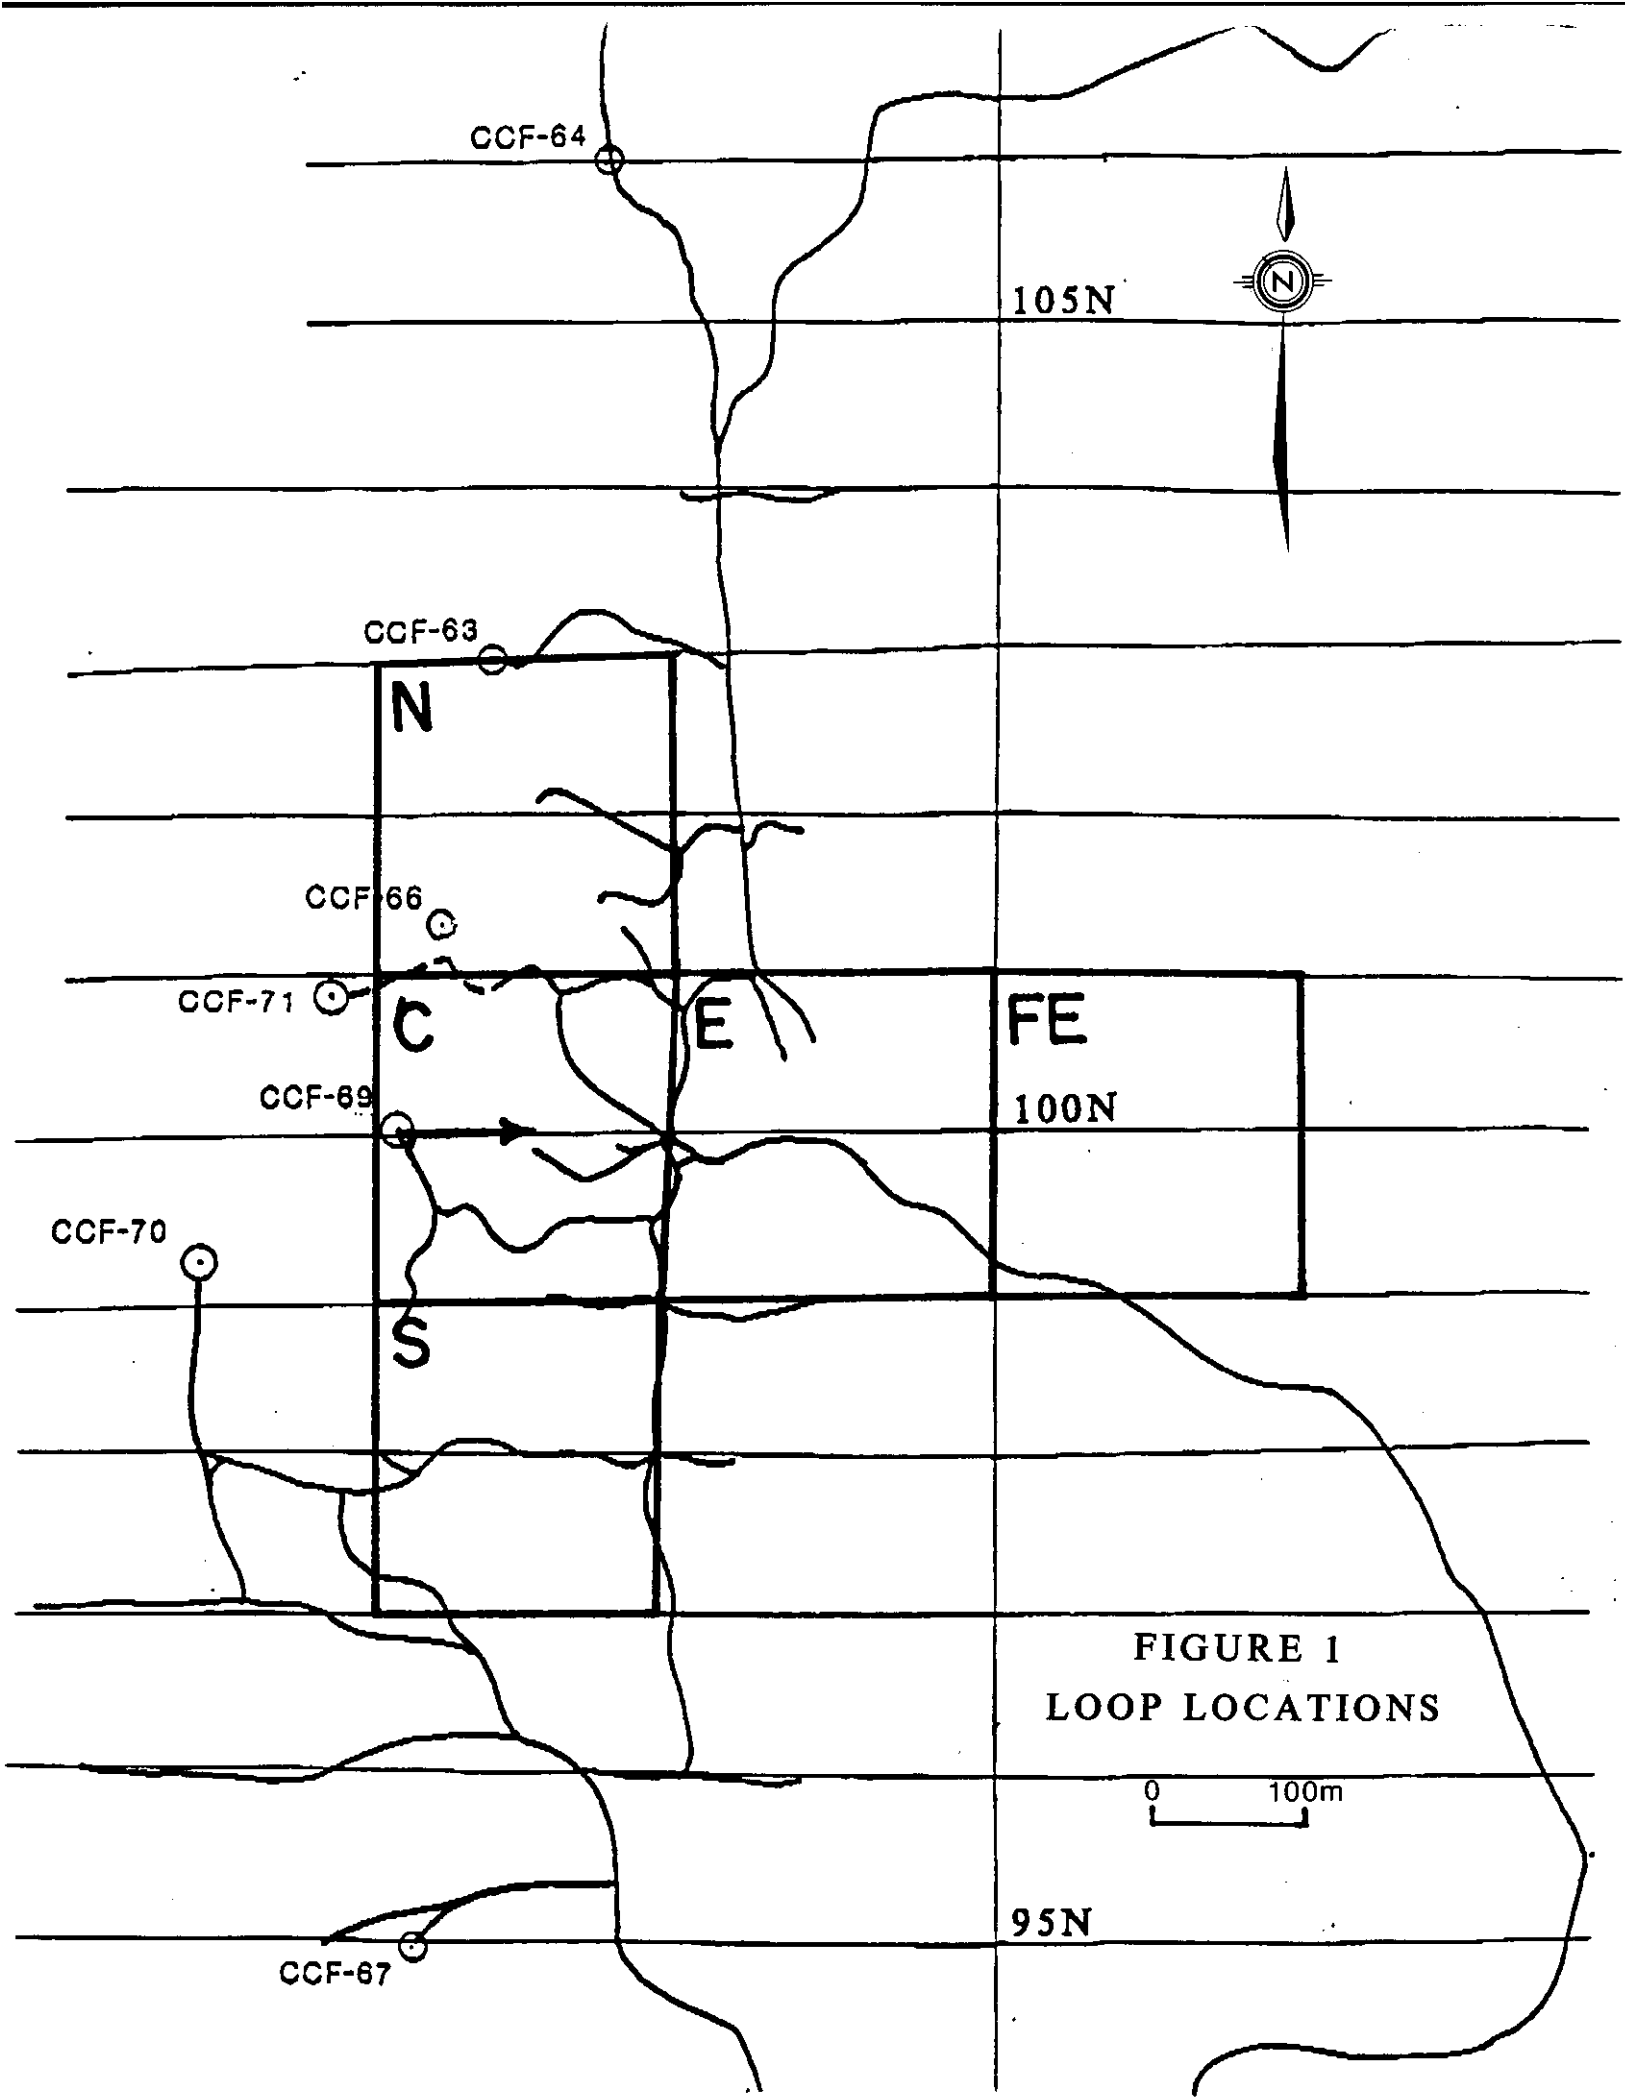 CCF-64
N
105N
CCF-63
N
CCF-66
CCF-71
C
E
FE
CCF-69
100N
CCF-70
S
FIGURE 1
LOOP LOCATIONS
0 100m
95N
CCF-67